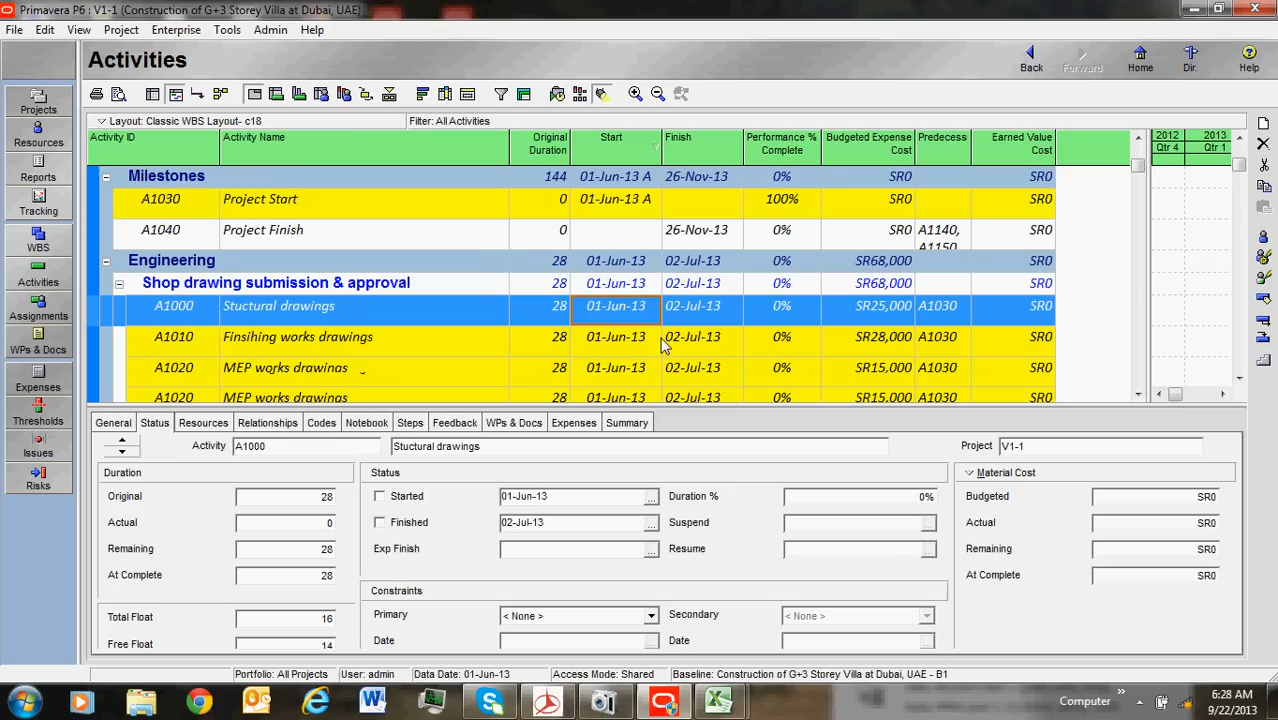 Primavera P6 : V1-1 (Construction of G+3 Storey Villa at Dubai, UAE)
File Edit View Project Enterprise Tools Admin Help
Activities
Back Forward Home Dir. Help
Layout: Classic WBS Layout- c18 Filter: All Activities
Activity ID Activity Name Original Duration Start Finish Performance % Complete Budgeted Expense Cost Predecess Earned Value Cost 2012 2013
Qtr 4 Qtr 1
Milestones 144 01-Jun-13 A 26-Nov-13 0% SR0 SR0
A1030 Project Start 0 01-Jun-13 A 100% SR0 SR0
A1040 Project Finish 0 26-Nov-13 0% SR0 A1140, A1150 SR0
Engineering 28 01-Jun-13 02-Jul-13 0% SR68,000 SR0
Shop drawing submission & approval 28 01-Jun-13 02-Jul-13 0% SR68,000 SR0
A1000 Stuctural drawings 28 01-Jun-13 02-Jul-13 0% SR25,000 A1030 SR0
A1010 Finsihing works drawings 28 01-Jun-13 02-Jul-13 0% SR28,000 A1030 SR0
A1020 MEP works drawings 28 01-Jun-13 02-Jul-13 0% SR15,000 A1030 SR0
A1020 MEP works drawings 28 01-Jun-13 02-Jul-13 0% SR15,000 A1030 SR0
Projects
Resources
Reports
Tracking
WBS
Activities
Assignments
WPs & Docs
Expenses
Thresholds
Issues
Risks
General Status Resources Relationships Codes Notebook Steps Feedback WPs & Docs Expenses Summary
Activity A1000 Stuctural drawings Project V1-1
Duration
Original 28
Actual 0
Remaining 28
At Complete 28
Total Float 16
Free Float 14
Status
Started 01-Jun-13 ... Duration % 0%
Finished 02-Jul-13 ... Suspend ...
Exp Finish ... Resume ...
Constraints
Primary < None > Secondary < None >
Date ... Date ...
Material Cost
Budgeted SR0
Actual SR0
Remaining SR0
At Complete SR0
Portfolio: All Projects User: admin Data Date: 01-Jun-13 Access Mode: Shared Baseline: Construction of G+3 Storey Villa at Dubai, UAE - B1
Computer » 6:28 AM
9/22/2013